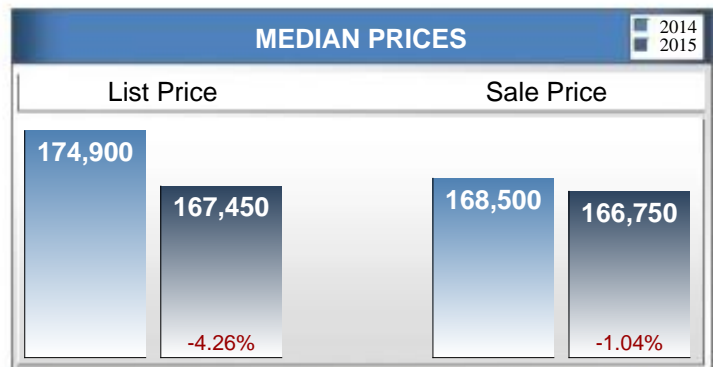 MEDIAN PRICES
2014
2015
List Price
Sale Price
174,900
167,450
-4.26%
168,500
166,750
-1.04%